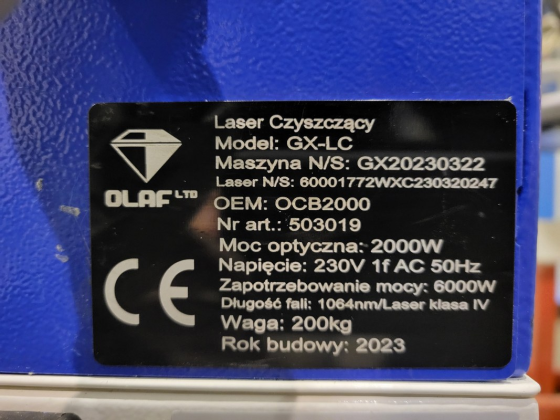 Laser Czyszczący
Model: GX-LC
Maszyna N/S: GX20230322
Laser N/S: 60001772WXC230320247
OLAF LTD
OEM: OCB2000
Nr art.: 503019
Moc optyczna: 2000W
Napięcie: 230V 1f AC 50Hz
Zapotrzebowanie mocy: 6000W
Długość fali: 1064nm/Laser klasa IV
CE
Waga: 200kg
Rok budowy: 2023